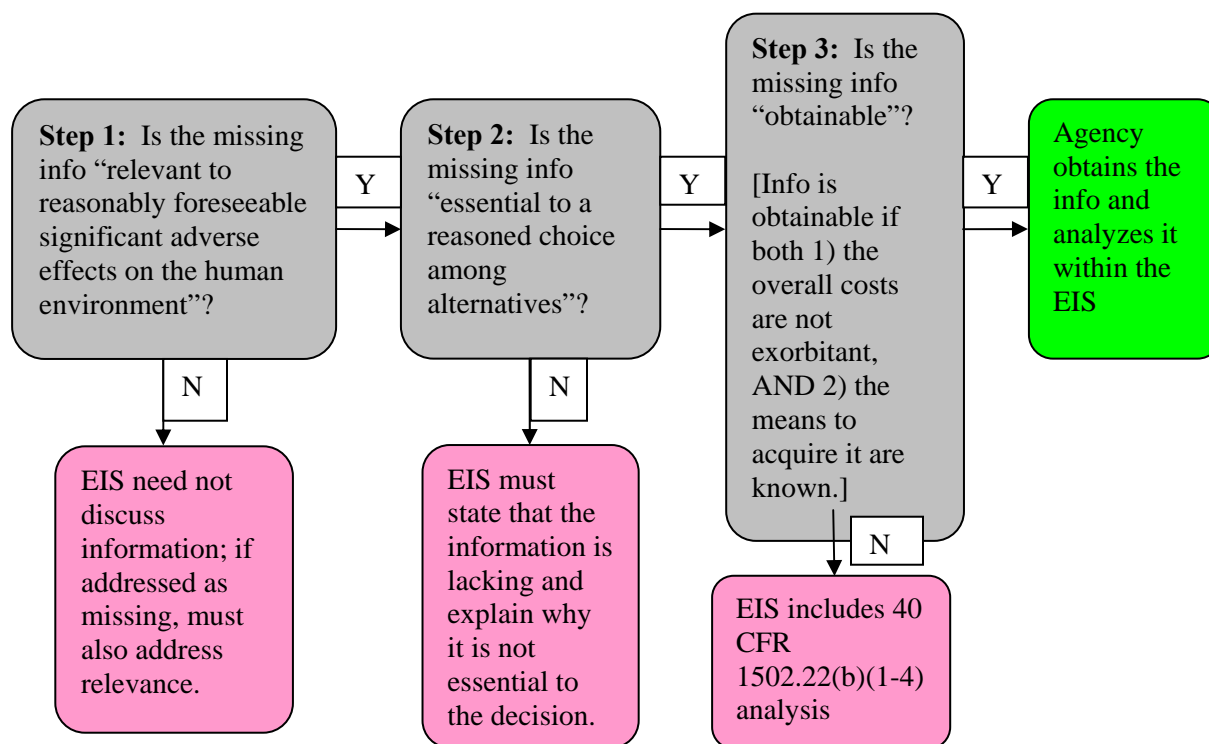 Step 1: Is the missing
info “relevant to
reasonably foreseeable
significant adverse
effects on the human
environment”?
Y
N
EIS need not
discuss
information; if
addressed as
missing, must
also address
relevance.
Step 2: Is the
missing info
“essential to a
reasoned choice
among
alternatives”?
Y
N
EIS must
state that the
information is
lacking and
explain why
it is not
essential to
the decision.
Step 3: Is the
missing info
“obtainable”?
[Info is
obtainable if
both 1) the
overall costs
are not
exorbitant,
AND 2) the
means to
acquire it are
known.]
Y
N
EIS includes 40
CFR
1502.22(b)(1-4)
analysis
Agency
obtains the
info and
analyzes it
within the
EIS